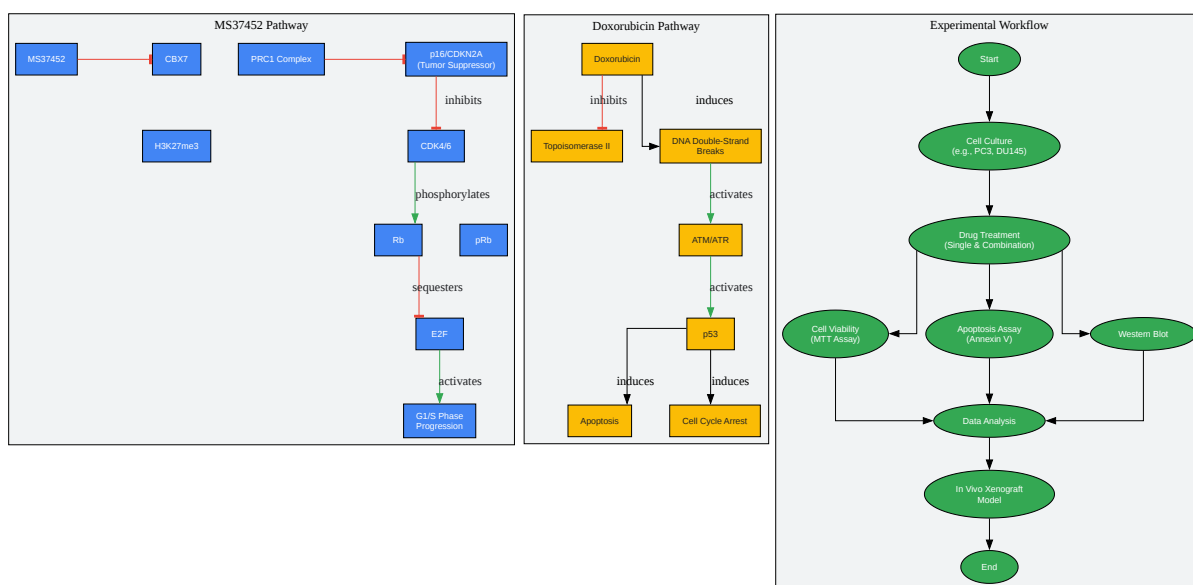 MS37452 Pathway
MS37452
CBX7
PRC1 Complex
p16/CDKN2A
(Tumor Suppressor)
inhibits
H3K27me3
CDK4/6
phosphorylates
Rb
pRb
sequesters
E2F
activates
G1/S Phase
Progression
Doxorubicin Pathway
Doxorubicin
inhibits
induces
Topoisomerase II
DNA Double-Strand
Breaks
activates
ATM/ATR
activates
p53
induces
induces
Apoptosis
Cell Cycle Arrest
Experimental Workflow
Start
Cell Culture
(e.g., PC3, DU145)
Drug Treatment
(Single & Combination)
Cell Viability
(MTT Assay)
Apoptosis Assay
(Annexin V)
Western Blot
Data Analysis
In Vivo Xenograft
Model
End